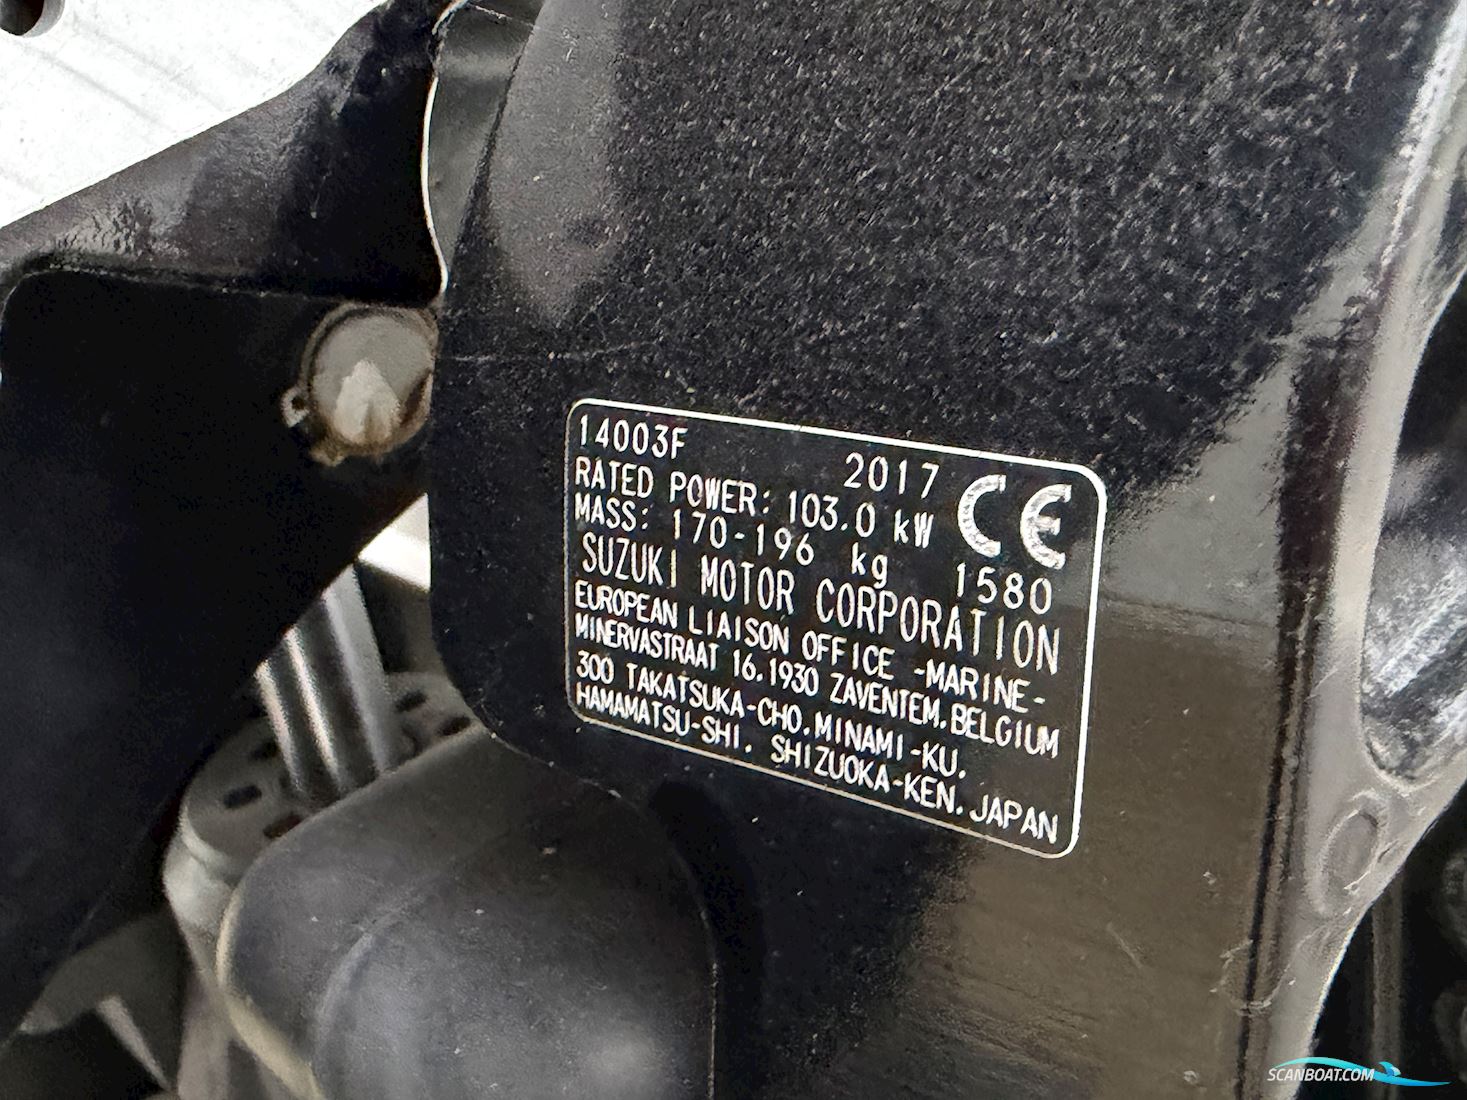 14003F 2017
RATED POWER: 103.0 kW CE
MASS: 170-196 kg 1580
SUZUKI MOTOR CORPORATION
EUROPEAN LIAISON OFFICE -MARINE-
MINERVASTRAAT 16.1930 ZAVENTEM.BELGIUM
300 TAKATSUKA-CHO.MINAMI-KU.
HAMAMATSU-SHI. SHIZUOKA-KEN. JAPAN
SCANBOAT.COM